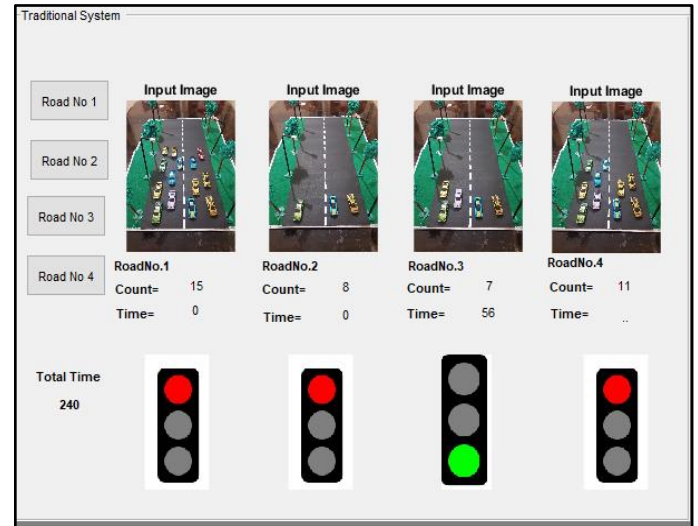 Traditional System
Road No 1
Road No 2
Road No 3
Road No 4
Input Image
Input Image
Input Image
Input Image
RoadNo.1
Count= 15
Time= 0
RoadNo.2
Count= 8
Time= 0
RoadNo.3
Count= 7
Time= 56
RoadNo.4
Count= 11
Time= ..
Total Time
240